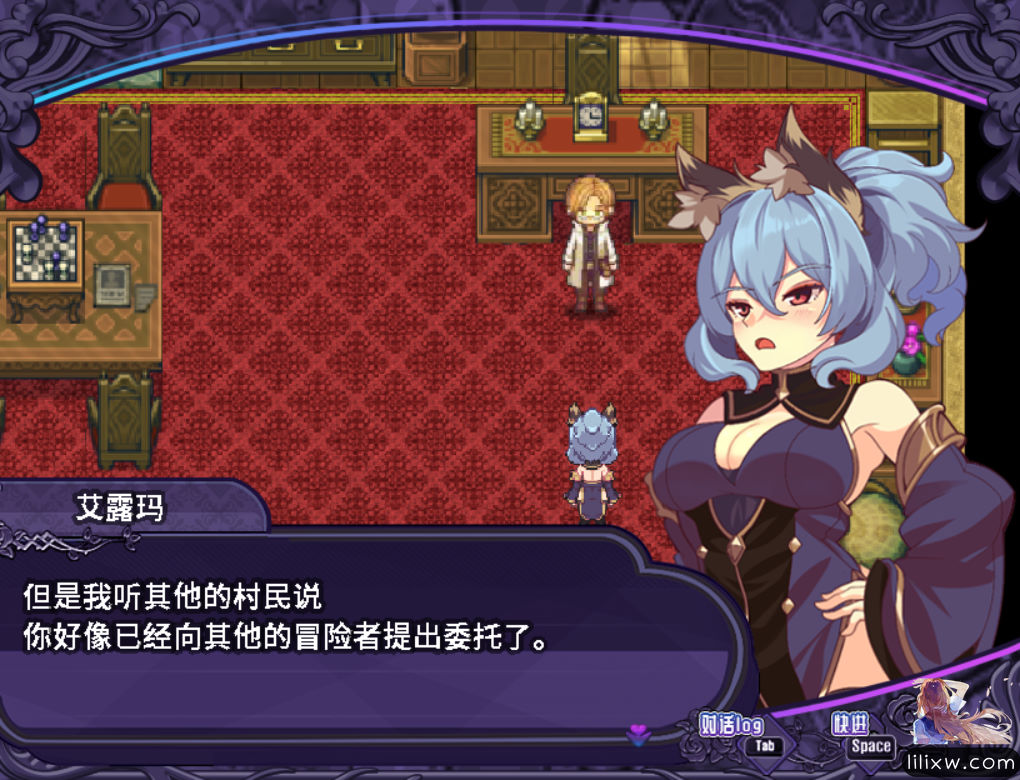 艾露玛
但是我听其他的村民说
你好像已经向其他的冒险者提出委托了。
对话log
Tab
快进
Space
lilixw.com